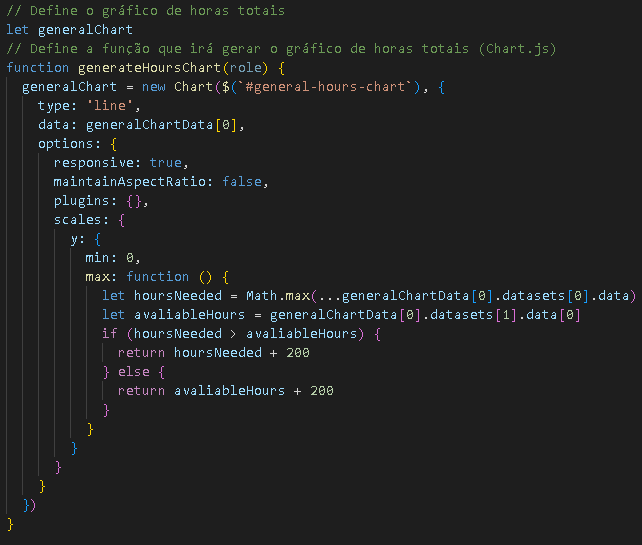 // Define o gráfico de horas totais
let generalChart
// Define a função que irá gerar o gráfico de horas totais (Chart.js)
function generateHoursChart(role) {
  generalChart = new Chart($(`#general-hours-chart`), {
    type: 'line',
    data: generalChartData[0],
    options: {
      responsive: true,
      maintainAspectRatio: false,
      plugins: {},
      scales: {
        y: {
          min: 0,
          max: function () {
            let hoursNeeded = Math.max(...generalChartData[0].datasets[0].data)
            let avaliableHours = generalChartData[0].datasets[1].data[0]
            if (hoursNeeded > avaliableHours) {
              return hoursNeeded + 200
            } else {
              return avaliableHours + 200
            }
          }
        }
      }
    }
  })
}